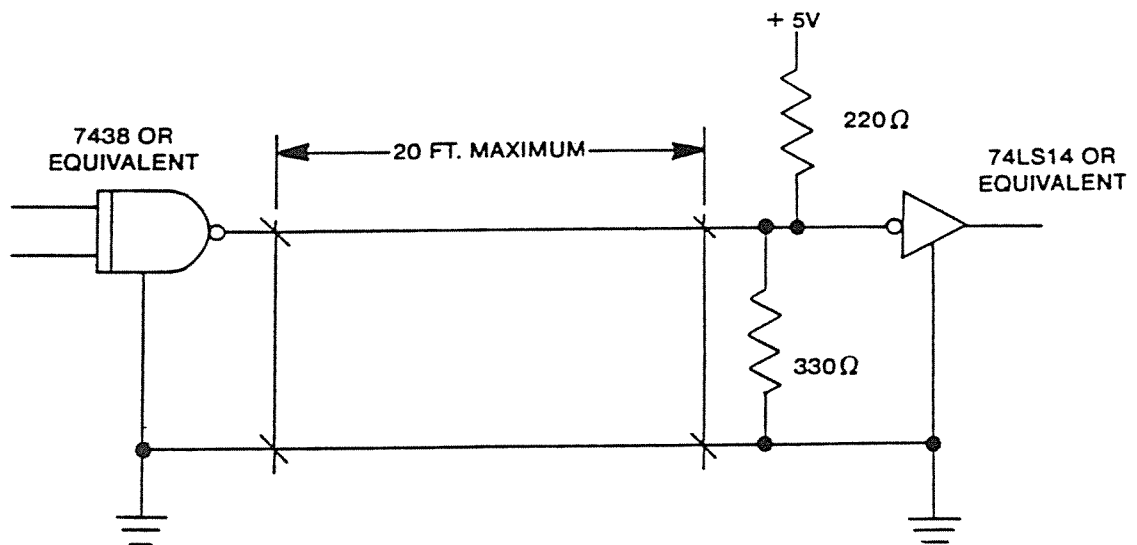 + 5V
220Ω
7438 OR
EQUIVALENT
20 FT. MAXIMUM
74LS14 OR
EQUIVALENT
330Ω